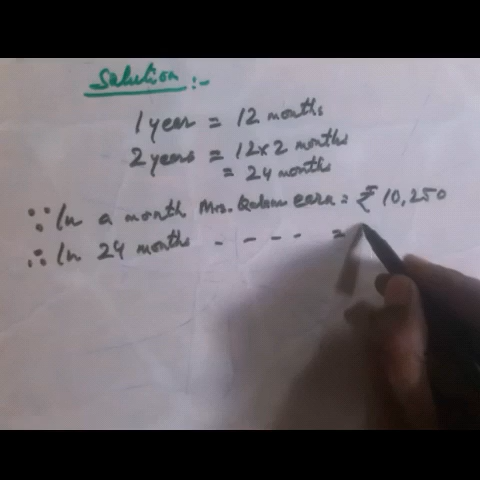 Solution :-
1 year = 12 months
2 years = 12×2 months
= 24 months
∵ In a month Mrs. earn = ₹ 10,250
∴ In 24 months - - - - =